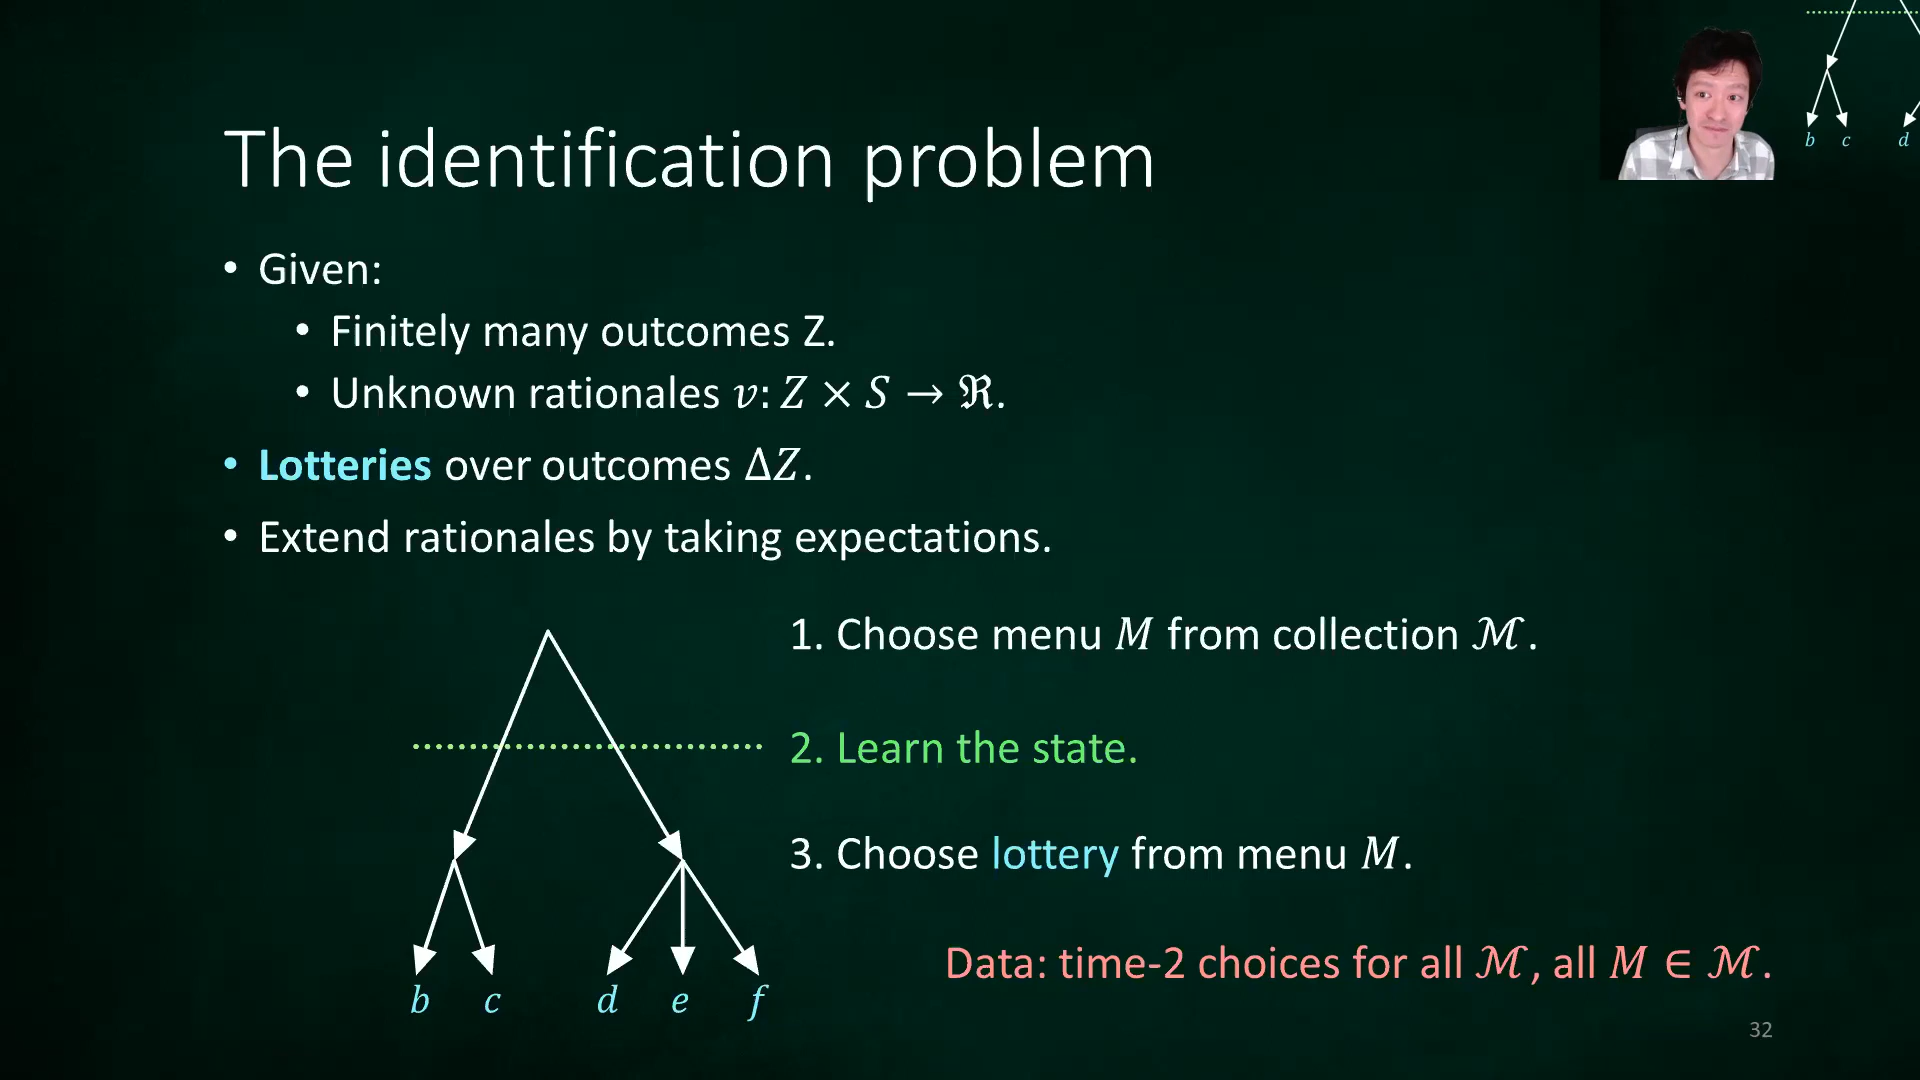 The identification problem
• Given:
• Finitely many outcomes Z.
• Unknown rationales 𝑣: 𝑍 × 𝑆 → ℜ.
• Lotteries over outcomes Δ𝑍.
• Extend rationales by taking expectations.
1. Choose menu 𝑀 from collection ℳ.
2. Learn the state.
3. Choose lottery from menu 𝑀.
Data: time-2 choices for all ℳ, all 𝑀 ∈ ℳ.
b c d e f
32
b c d